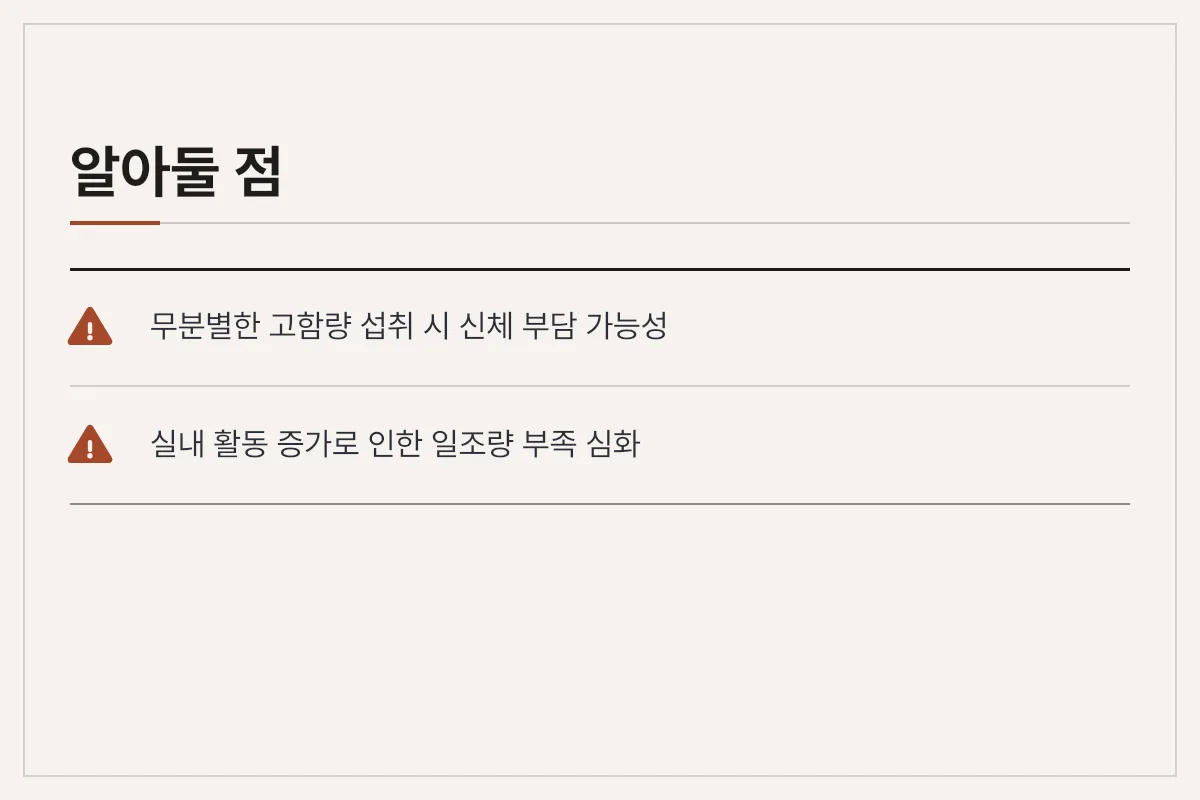 알아둘 점
무분별한 고함량 섭취 시 신체 부담 가능성
실내 활동 증가로 인한 일조량 부족 심화